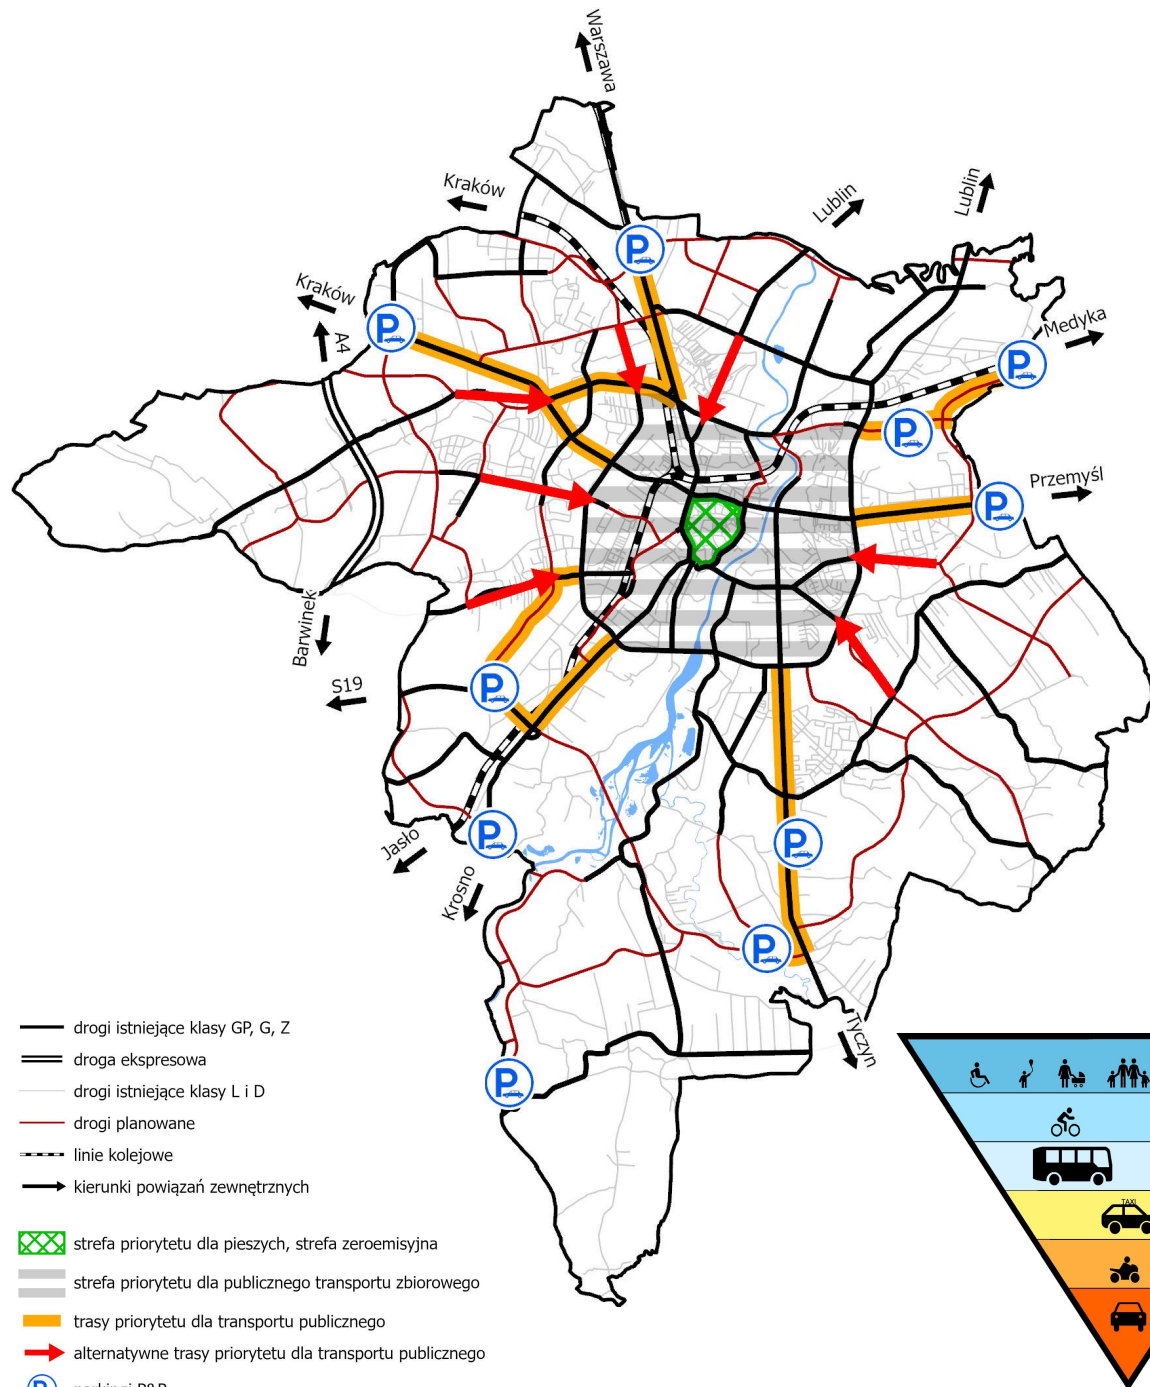 Warszawa
Kraków
Lublin
Lublin
Kraków
A4
Medyka
Przemyśl
Barwinek
S19
Jasło
Krosno
Tyczyn
P
P
P
P
P
P
P
P
P
P
drogi istniejące klasy GP, G, Z
droga ekspresowa
drogi istniejące klasy L i D
drogi planowane
linie kolejowe
kierunki powiązań zewnętrznych
strefa priorytetu dla pieszych, strefa zeroemisyjna
strefa priorytetu dla publicznego transportu zbiorowego
trasy priorytetu dla transportu publicznego
alternatywne trasy priorytetu dla transportu publicznego
P parkingi P&R
TAXI